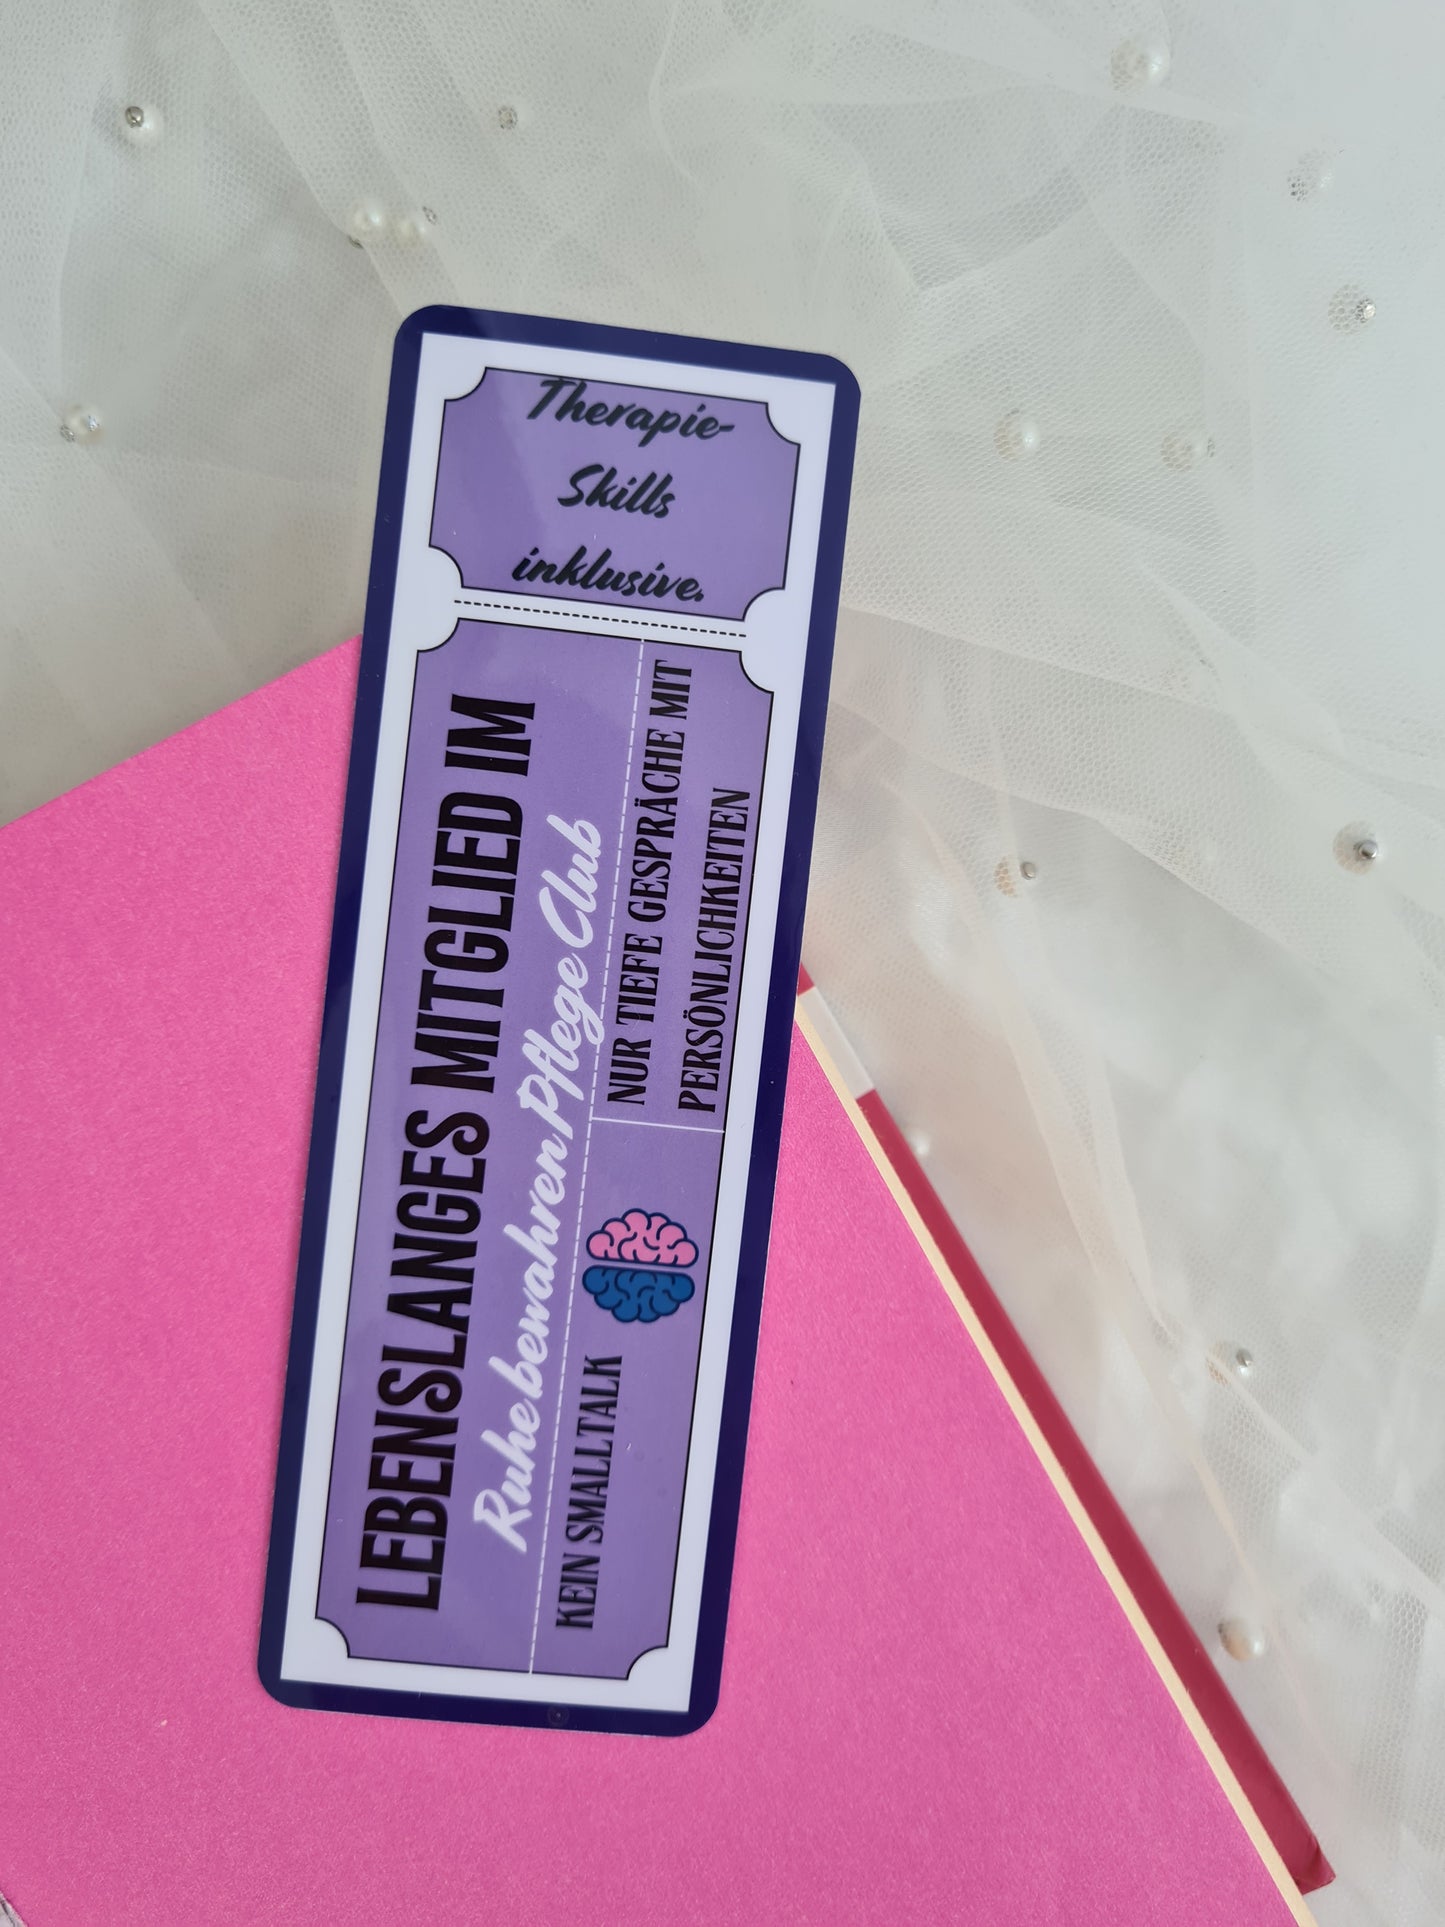 Therapie-
Skills
inklusive.
LEBENSLANGES MITGLIED IM
Ruhe bewahren Pflege Club
KEIN SMALLTALK
NUR TIEFE GESPRÄCHE MIT
PERSÖNLICHKEITEN